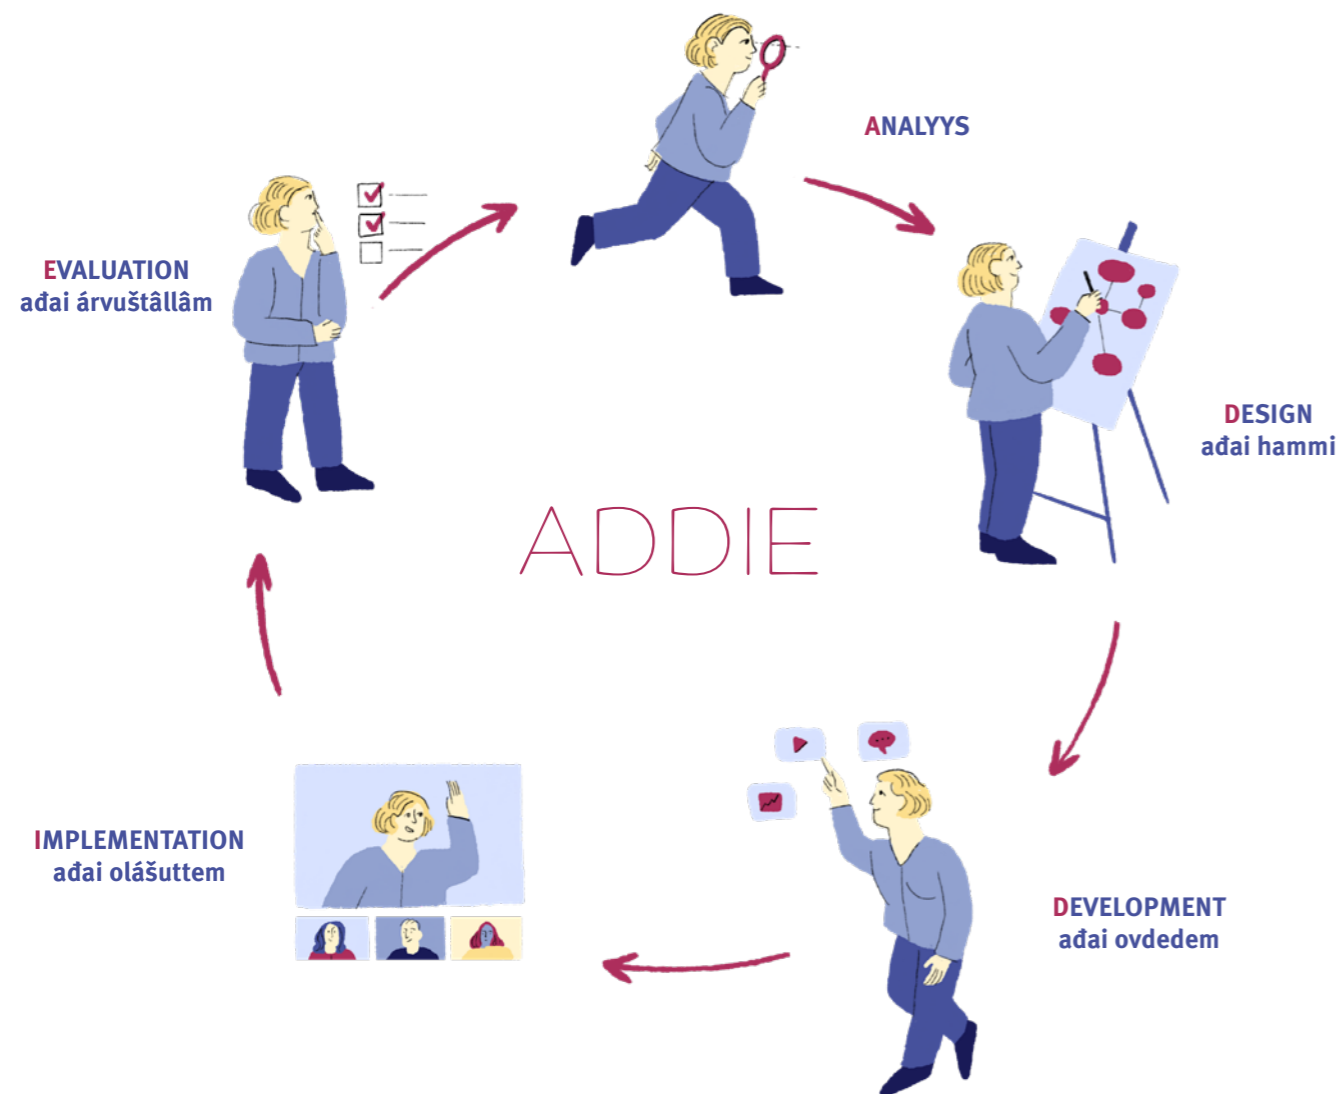 ANALYYS
DESIGN
ađai hammi
DEVELOPMENT
ađai ovdedem
IMPLEMENTATION
ađai olášuttem
EVALUATION
ađai árvuštâllâm
ADDIE